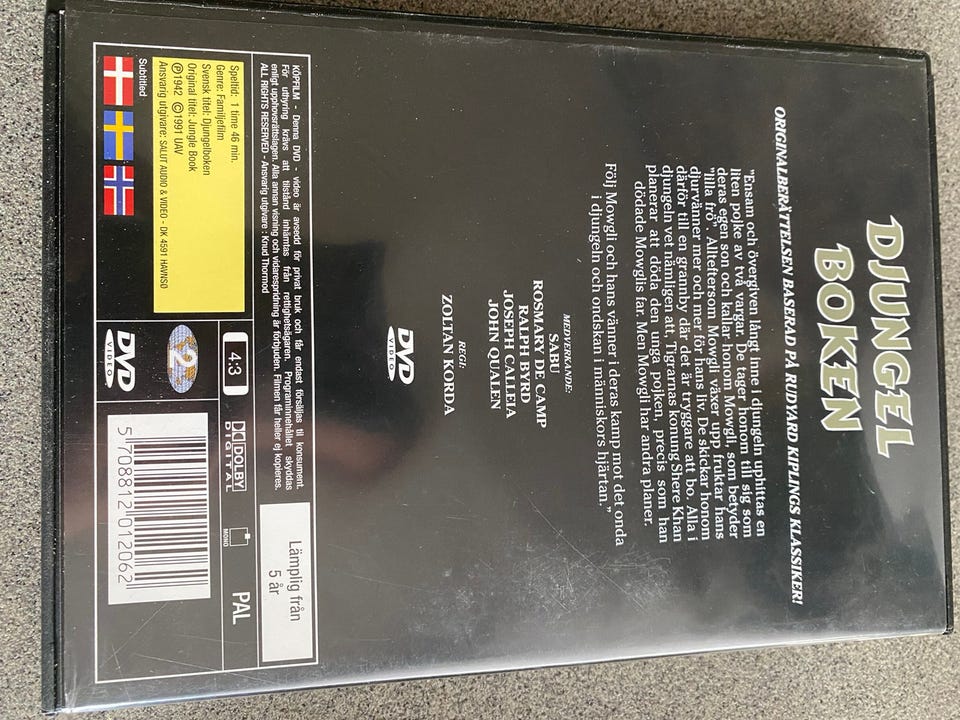 DJUNGEL
BOKEN
ORIGINALBERÄTTELSEN BASERAD PÅ RUDYARD KIPLINGS KLASSIKER!
"Ensam och övergiven långt inne i djungeln upphittas en
liten pojke av två vargar. De tager honom till sig som
deras egen son och kallar honom Mowgli, som betyder
"lilla frö". Allteftersom Mowgli växer upp, fruktar hans
djurvänner mer och mer för hans liv. De skickar honom
därför till en grannby där det är tryggare att bo. Alla i
djungeln vet nämligen att, Tigrarnas konung Shere Khan
planerar att döda den unga pojken, precis som han
dödade Mowglis far. Men Mowgli har andra planer.
Följ Mowgli och hans vänner i deras kamp mot det onda
i djungeln och ondskan i människors hjärtan."
MEDVERKANDE:
SABU
ROSMARY DE CAMP
RALPH BYRD
JOSEPH CALLEIA
JOHN QUALEN
REGI:
ZOLTAN KORDA
DVD
VIDEO
KÖPFILM - Denna DVD - video är avsedd för privat bruk och får endast försäljas til konsument.
För uthyring krävs att tilstånd inhämtas från rettighetsägaren. Programinnehållet skyddas
enligt upphovsrättslagen. Alla annan visning och vidarespridning är förbjuden. Filmen får heller ej kopieres.
ALL RIGHTS RESERVED - Ansvarig utgivare : Knud Thormod
Lämplig från
5 år
Speltid: 1 time 46 min.
Genre: Familjefilm
Svensk titel: Djungelboken
Original titel: Jungle Book
℗1942 ©1991 UAV
Ansvarig utgivare: SALUT AUDIO & VIDEO - DK 4591 HAVNSO
Subtitled
4:3
DOLBY
DIGITAL
MONO
PAL
2
DVD
VIDEO
5 708812 012062